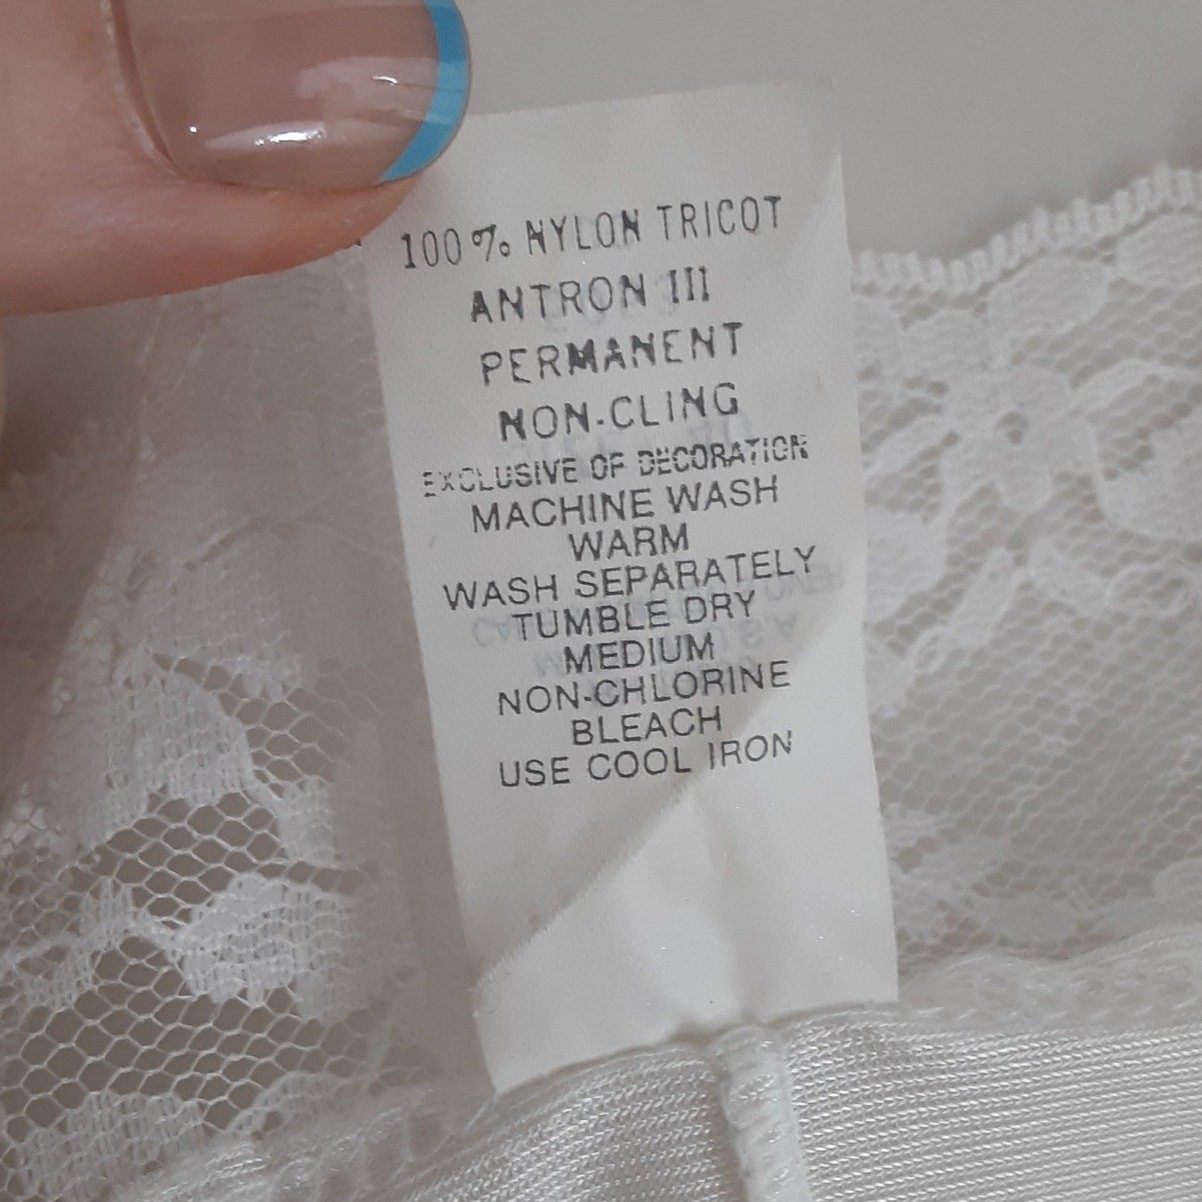 100% NYLON TRICOT
ANTRON III
PERMANENT
NON-CLING
EXCLUSIVE OF DECORATION
MACHINE WASH
WARM
WASH SEPARATELY
TUMBLE DRY
MEDIUM
NON-CHLORINE
BLEACH
USE COOL IRON